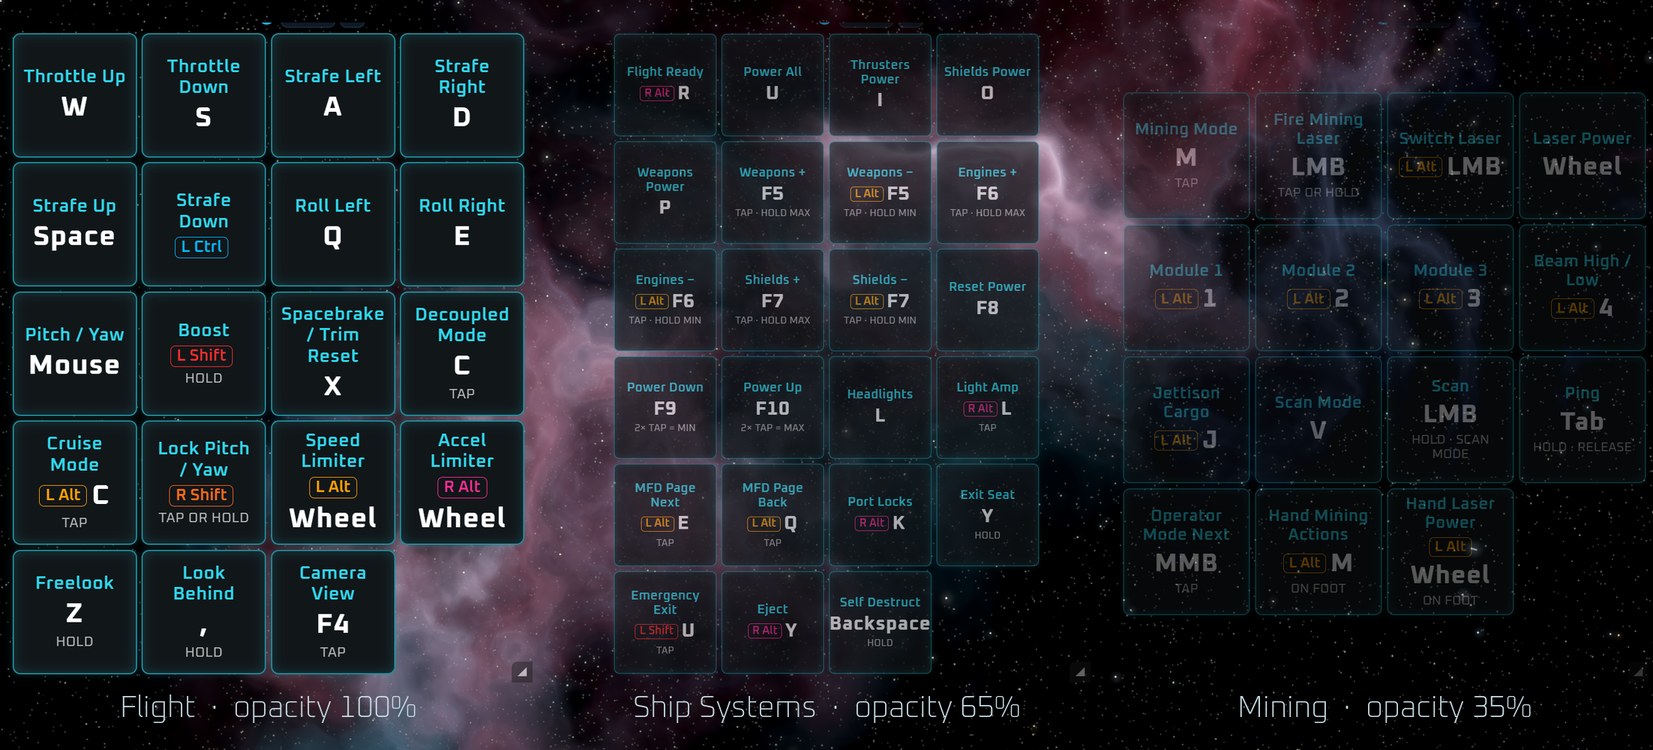 Throttle Up
W
Throttle
Down
S
Strafe Left
A
Strafe
Right
D
Strafe Up
Space
Strafe
Down
L Ctrl
Roll Left
Q
Roll Right
E
Pitch / Yaw
Mouse
Boost
L Shift
HOLD
Spacebrake
/ Trim
Reset
X
Decoupled
Mode
C
TAP
Cruise
Mode
L Alt C
TAP
Lock Pitch
/ Yaw
R Shift
TAP OR HOLD
Speed
Limiter
L Alt
Wheel
Accel
Limiter
R Alt
Wheel
Freelook
Z
HOLD
Look
Behind
,
HOLD
Camera
View
F4
TAP
Flight · opacity 100%
Flight Ready
R Alt R
Power All
U
Thrusters
Power
I
Shields Power
O
Weapons
Power
P
Weapons +
F5
TAP · HOLD MAX
Weapons −
L Alt F5
TAP · HOLD MIN
Engines +
F6
TAP · HOLD MAX
Engines −
L Alt F6
TAP · HOLD MIN
Shields +
F7
TAP · HOLD MAX
Shields −
L Alt F7
TAP · HOLD MIN
Reset Power
F8
Power Down
F9
2× TAP = MIN
Power Up
F10
2× TAP = MAX
Headlights
L
Light Amp
R Alt L
TAP
MFD Page
Next
L Alt E
TAP
MFD Page
Back
L Alt Q
TAP
Port Locks
R Alt K
Exit Seat
Y
HOLD
Emergency
Exit
L Shift U
TAP
Eject
R Alt Y
Self Destruct
Backspace
HOLD
Ship Systems · opacity 65%
Mining Mode
M
TAP
Fire Mining
Laser
LMB
TAP OR HOLD
Switch Laser
L Alt LMB
Laser Power
Wheel
Module 1
L Alt 1
Module 2
L Alt 2
Module 3
L Alt 3
Beam High /
Low
L Alt 4
Jettison
Cargo
L Alt J
Scan Mode
V
Scan
LMB
HOLD · SCAN
MODE
Ping
Tab
HOLD · RELEASE
Operator
Mode Next
MMB
TAP
Hand Mining
Actions
L Alt M
ON FOOT
Hand Laser
Power
L Alt
Wheel
ON FOOT
Mining · opacity 35%